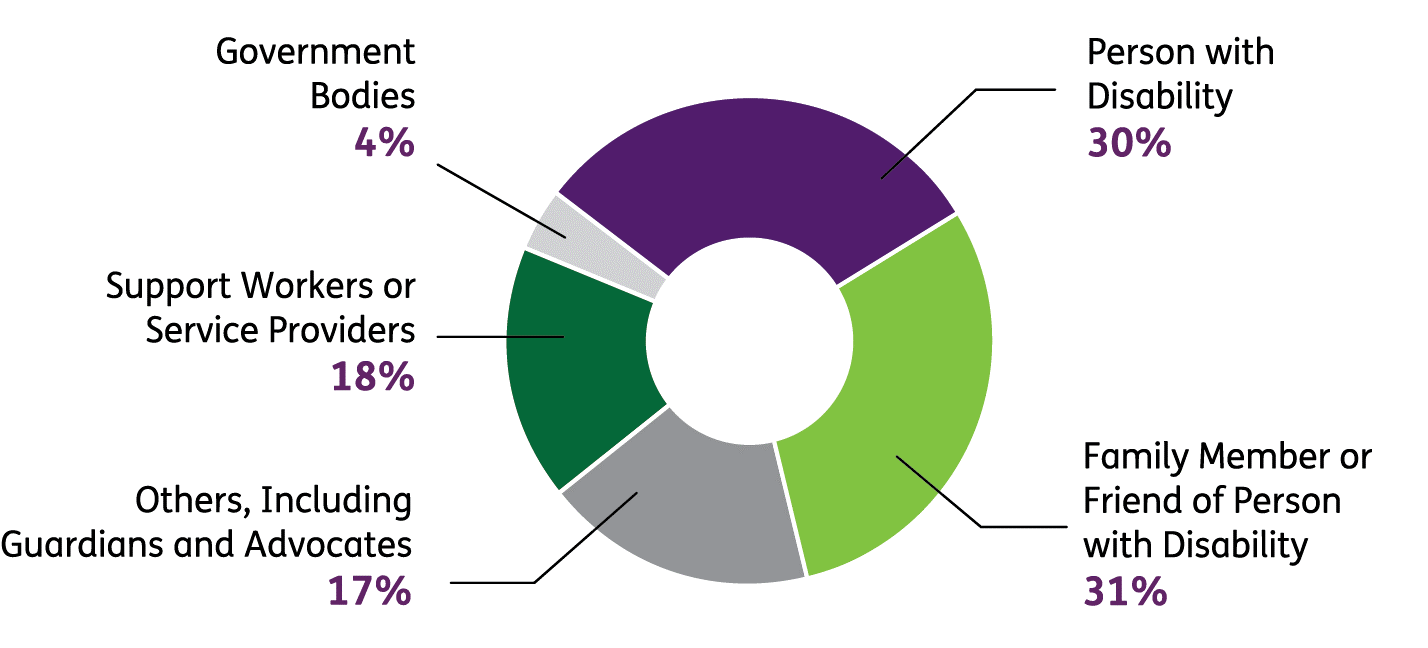 Government
Bodies
4%
Person with
Disability
30%
Support Workers or
Service Providers
18%
Family Member or
Friend of Person
with Disability
31%
Others, Including
Guardians and Advocates
17%